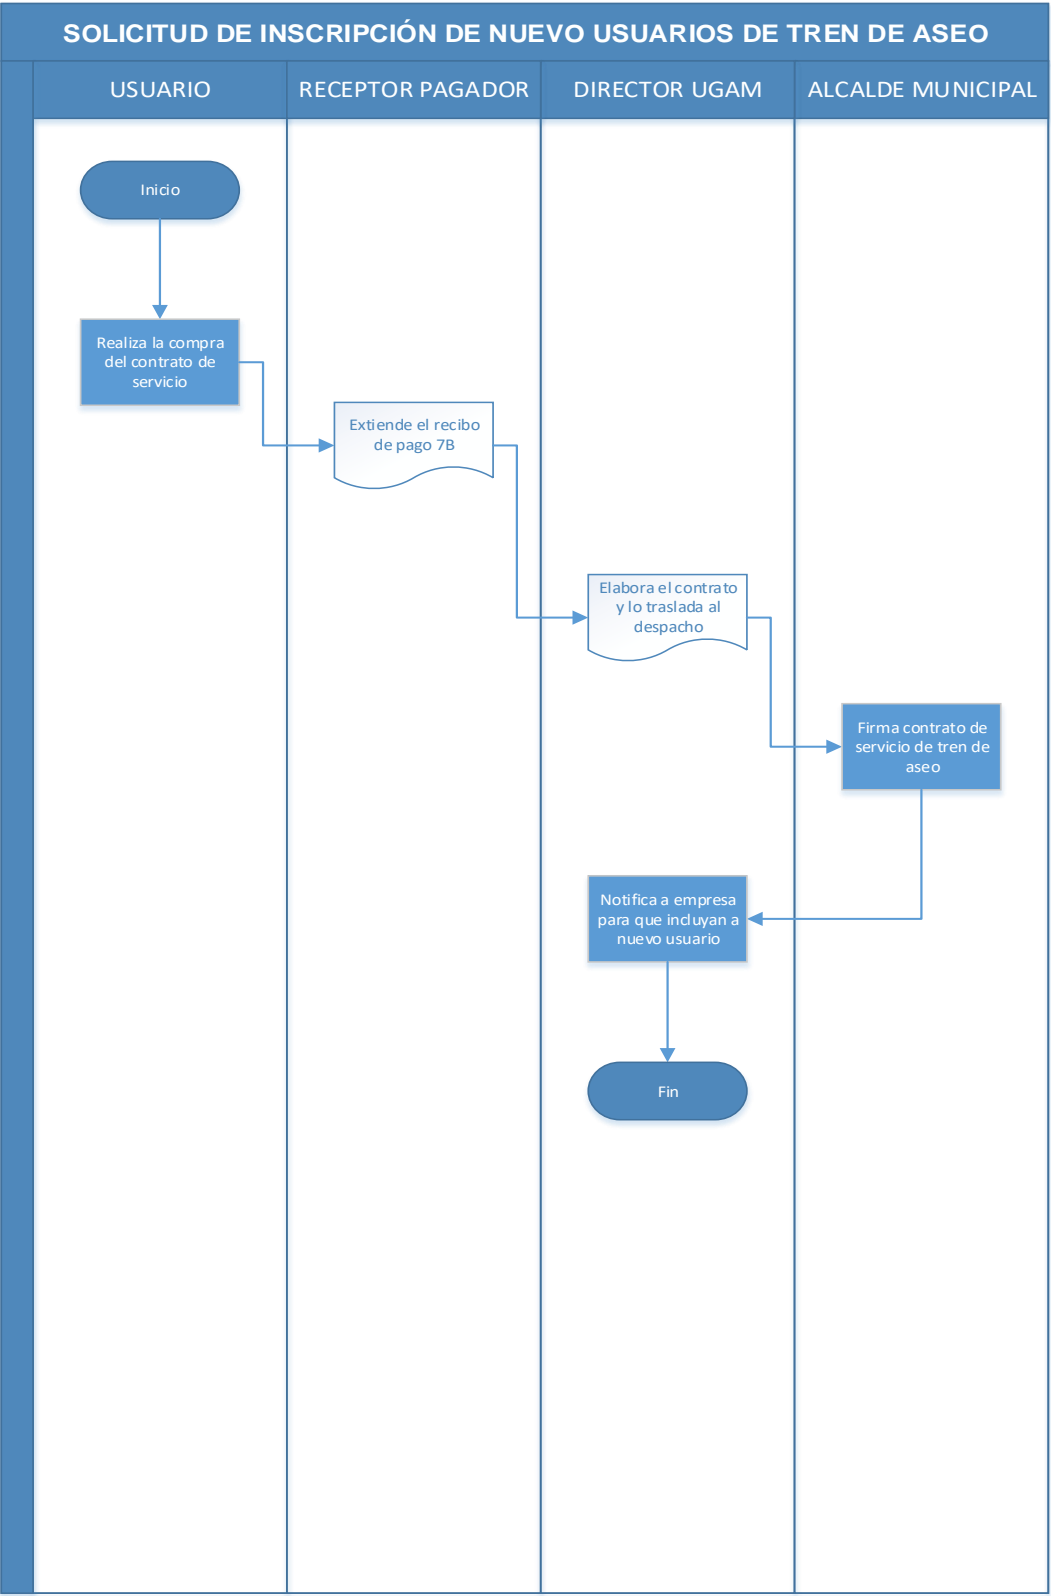 SOLICITUD DE INSCRIPCIÓN DE NUEVO USUARIOS DE TREN DE ASEO
USUARIO
RECEPTOR PAGADOR
DIRECTOR UGAM
ALCALDE MUNICIPAL
Inicio
Realiza la compra
del contrato de
servicio
Extiende el recibo
de pago 7B
Elabora el contrato
y lo traslada al
despacho
Firma contrato de
servicio de tren de
aseo
Notifica a empresa
para que incluyan a
nuevo usuario
Fin